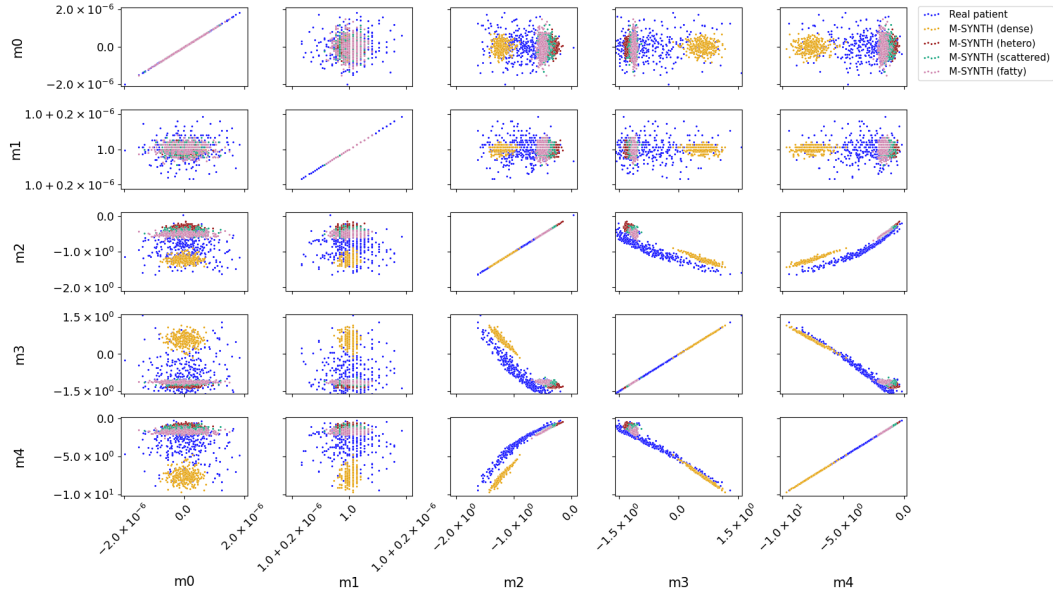 2.0 × 10⁻⁶
m0
0.0
−2.0 × 10⁻⁶
Real patient
M-SYNTH (dense)
M-SYNTH (hetero)
M-SYNTH (scattered)
M-SYNTH (fatty)
1.0 + 0.2 × 10⁻⁶
m1
1.0
1.0 + 0.2 × 10⁻⁶
0.0
m2
−1.0 × 10⁰
−2.0 × 10⁰
1.5 × 10⁰
m3
0.0
−1.5 × 10⁰
0.0
m4
−5.0 × 10⁰
−1.0 × 10¹
−2.0 × 10⁻⁶
0.0
2.0 × 10⁻⁶
1.0 + 0.2 × 10⁻⁶
1.0
1.0 + 0.2 × 10⁻⁶
−2.0 × 10⁰
−1.0 × 10⁰
0.0
−1.5 × 10⁰
0.0
1.5 × 10⁰
−1.0 × 10¹
−5.0 × 10⁰
0.0
m0 m1 m2 m3 m4